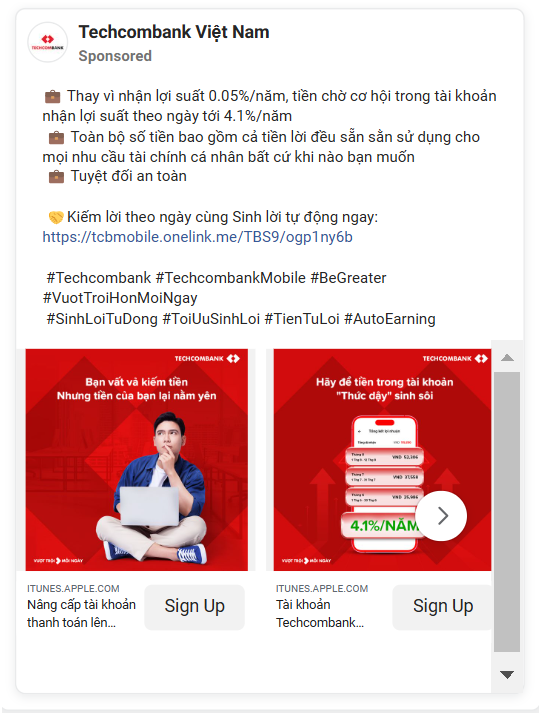 TECHCOMBANK
Techcombank Việt Nam
Sponsored
💼 Thay vì nhận lợi suất 0.05%/năm, tiền chờ cơ hội trong tài khoản
nhận lợi suất theo ngày tới 4.1%/năm
💼 Toàn bộ số tiền bao gồm cả tiền lời đều sẵn sằn sử dụng cho
mọi nhu cầu tài chính cá nhân bất cứ khi nào bạn muốn
💼 Tuyệt đối an toàn
🤝 Kiếm lời theo ngày cùng Sinh lời tự động ngay:
https://tcbmobile.onelink.me/TBS9/ogp1ny6b
#Techcombank #TechcombankMobile #BeGreater
#VuotTroiHonMoiNgay
#SinhLoiTuDong #ToiUuSinhLoi #TienTuLoi #AutoEarning
TECHCOMBANK
Bạn vất vả kiếm tiền
Nhưng tiền của bạn lại nằm yên
VƯỢT TRỘI MỖI NGÀY
ITUNES.APPLE.COM
Nâng cấp tài khoản
thanh toán lên...
Sign Up
TECHCOMBANK
Hãy để tiền trong tài khoản
"Thức dậy" sinh sôi
VND 53,306
VND 37,658
VND 35,986
4.1%/NĂM
VƯỢT TRỘI MỖI NGÀY
ITUNES.APPLE.COM
Tài khoản
Techcombank...
Sign Up